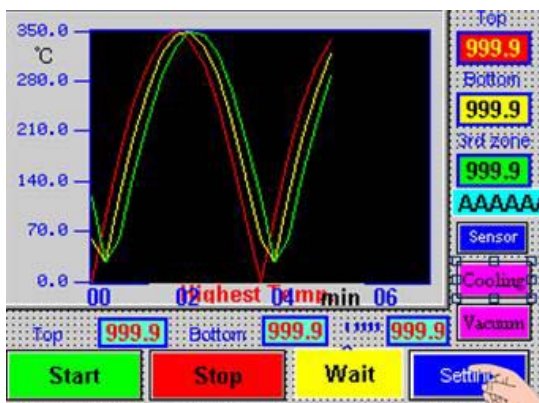 350.0
℃
280.0
210.0
140.0
70.0
0.0
00 02 04 min 06
Highest Temp
Top
999.9
Bottom
999.9
3rd zone
999.9
AAAAA
Sensor
Cooling
Vacuum
Top 999.9 Bottom 999.9 999.9
Start Stop Wait